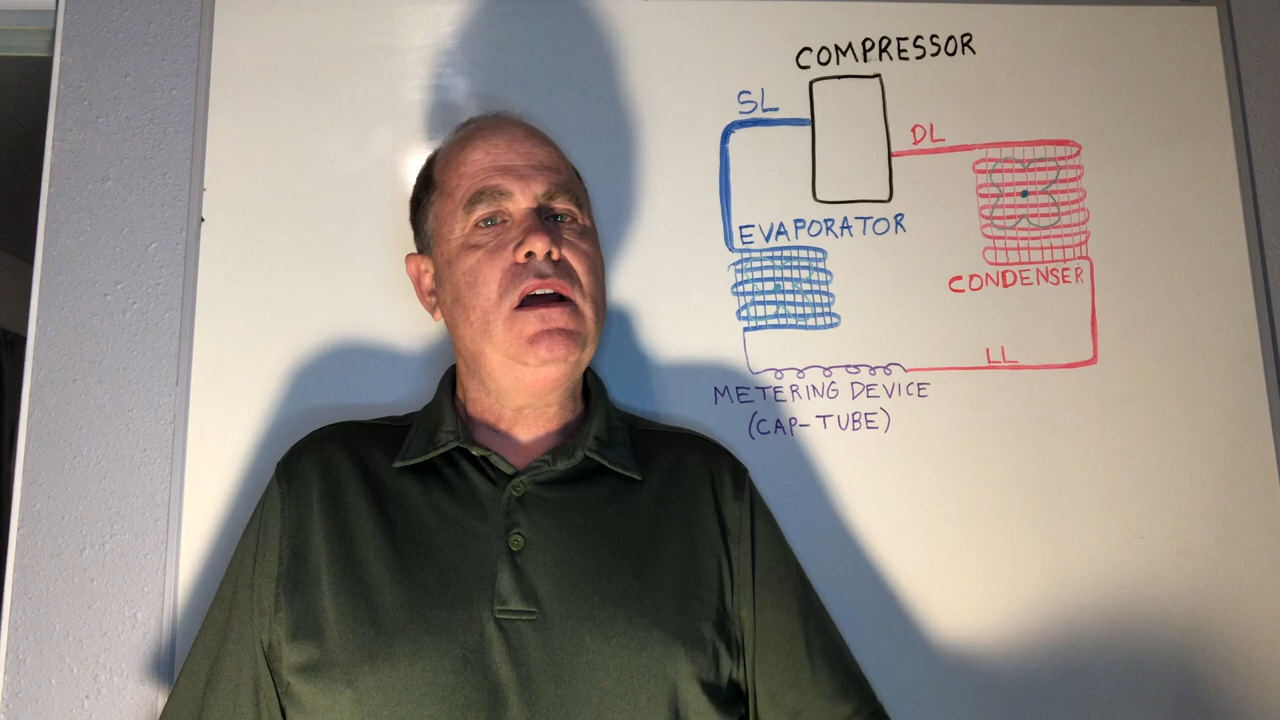 COMPRESSOR
SL
DL
EVAPORATOR
CONDENSER
LL
METERING DEVICE
(CAP-TUBE)